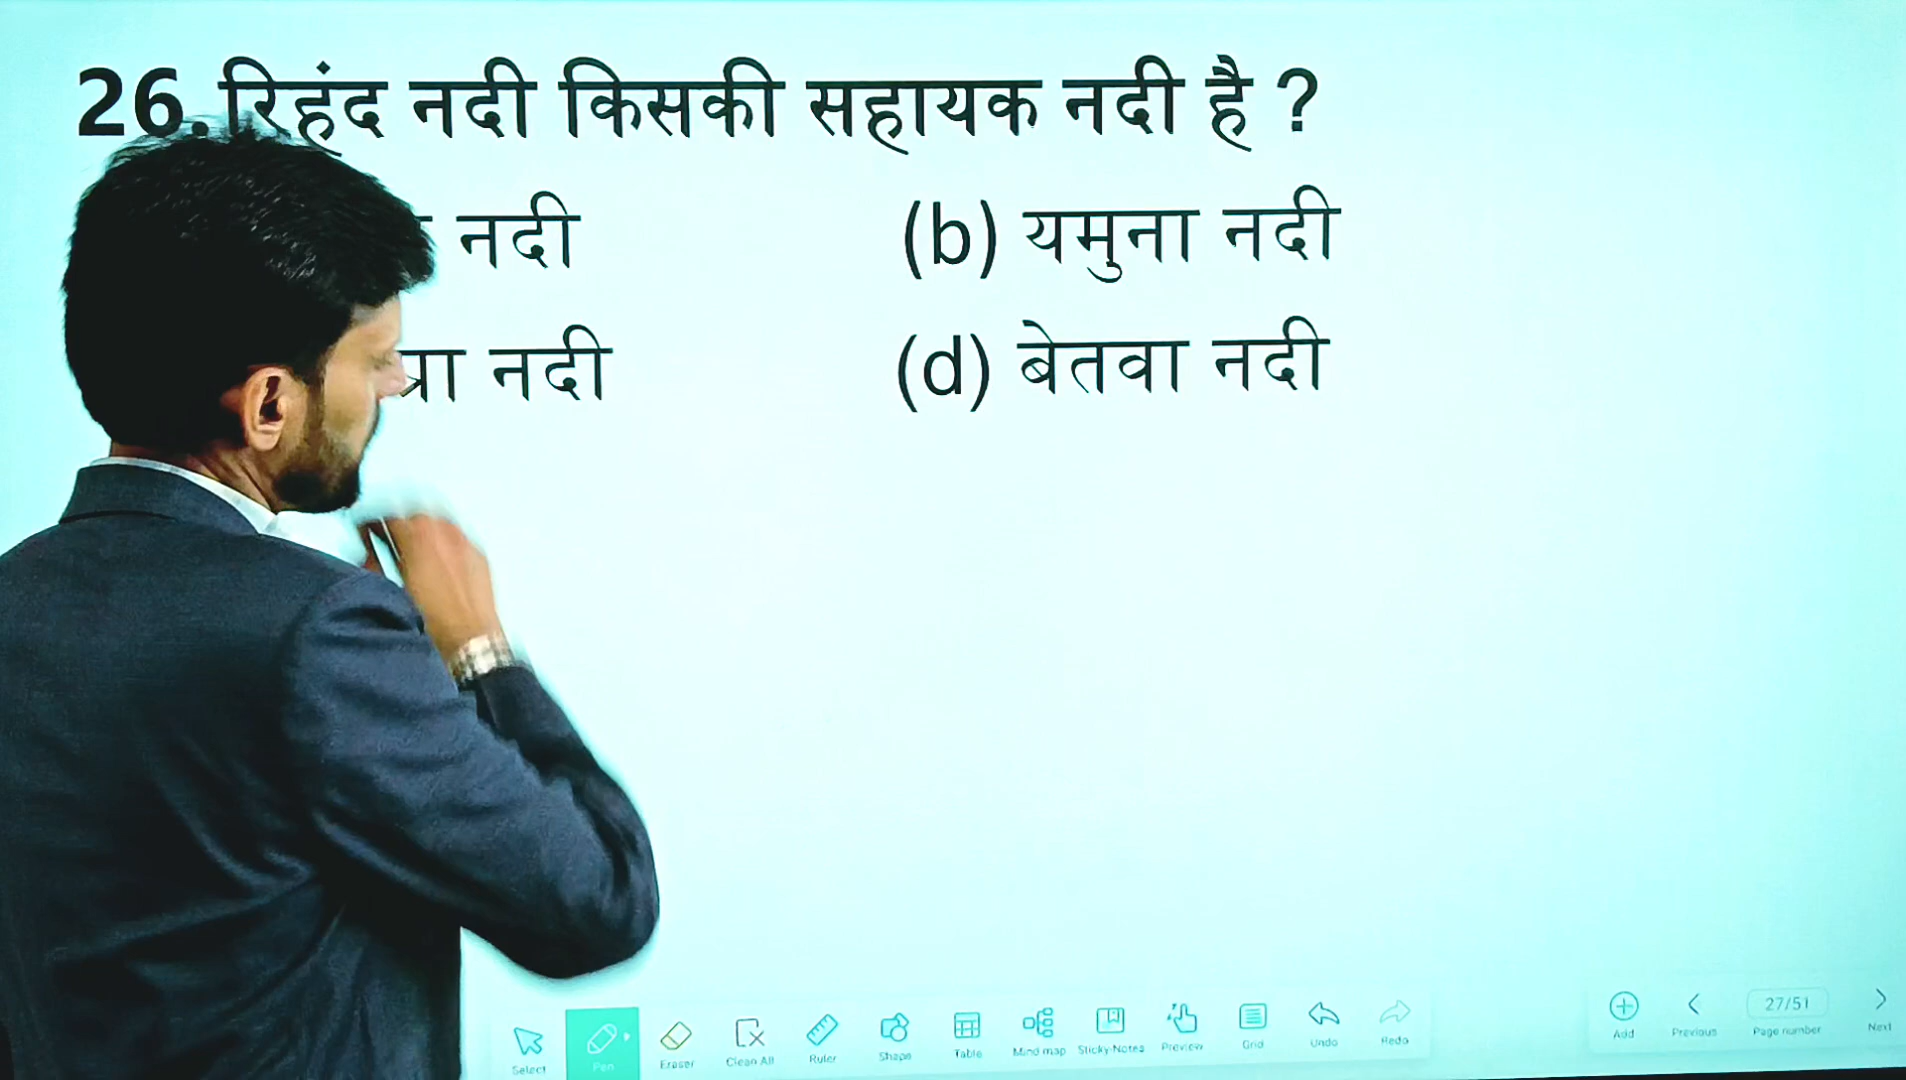 26.रिहंद नदी किसकी सहायक नदी है ?
नदी (b) यमुना नदी
नदी (d) बेतवा नदी
Select Pen Eraser Clean All Ruler Shape Table Mind map Sticky Notes Preview Grid Undo Redo Add Previous 27/51 Page number Next